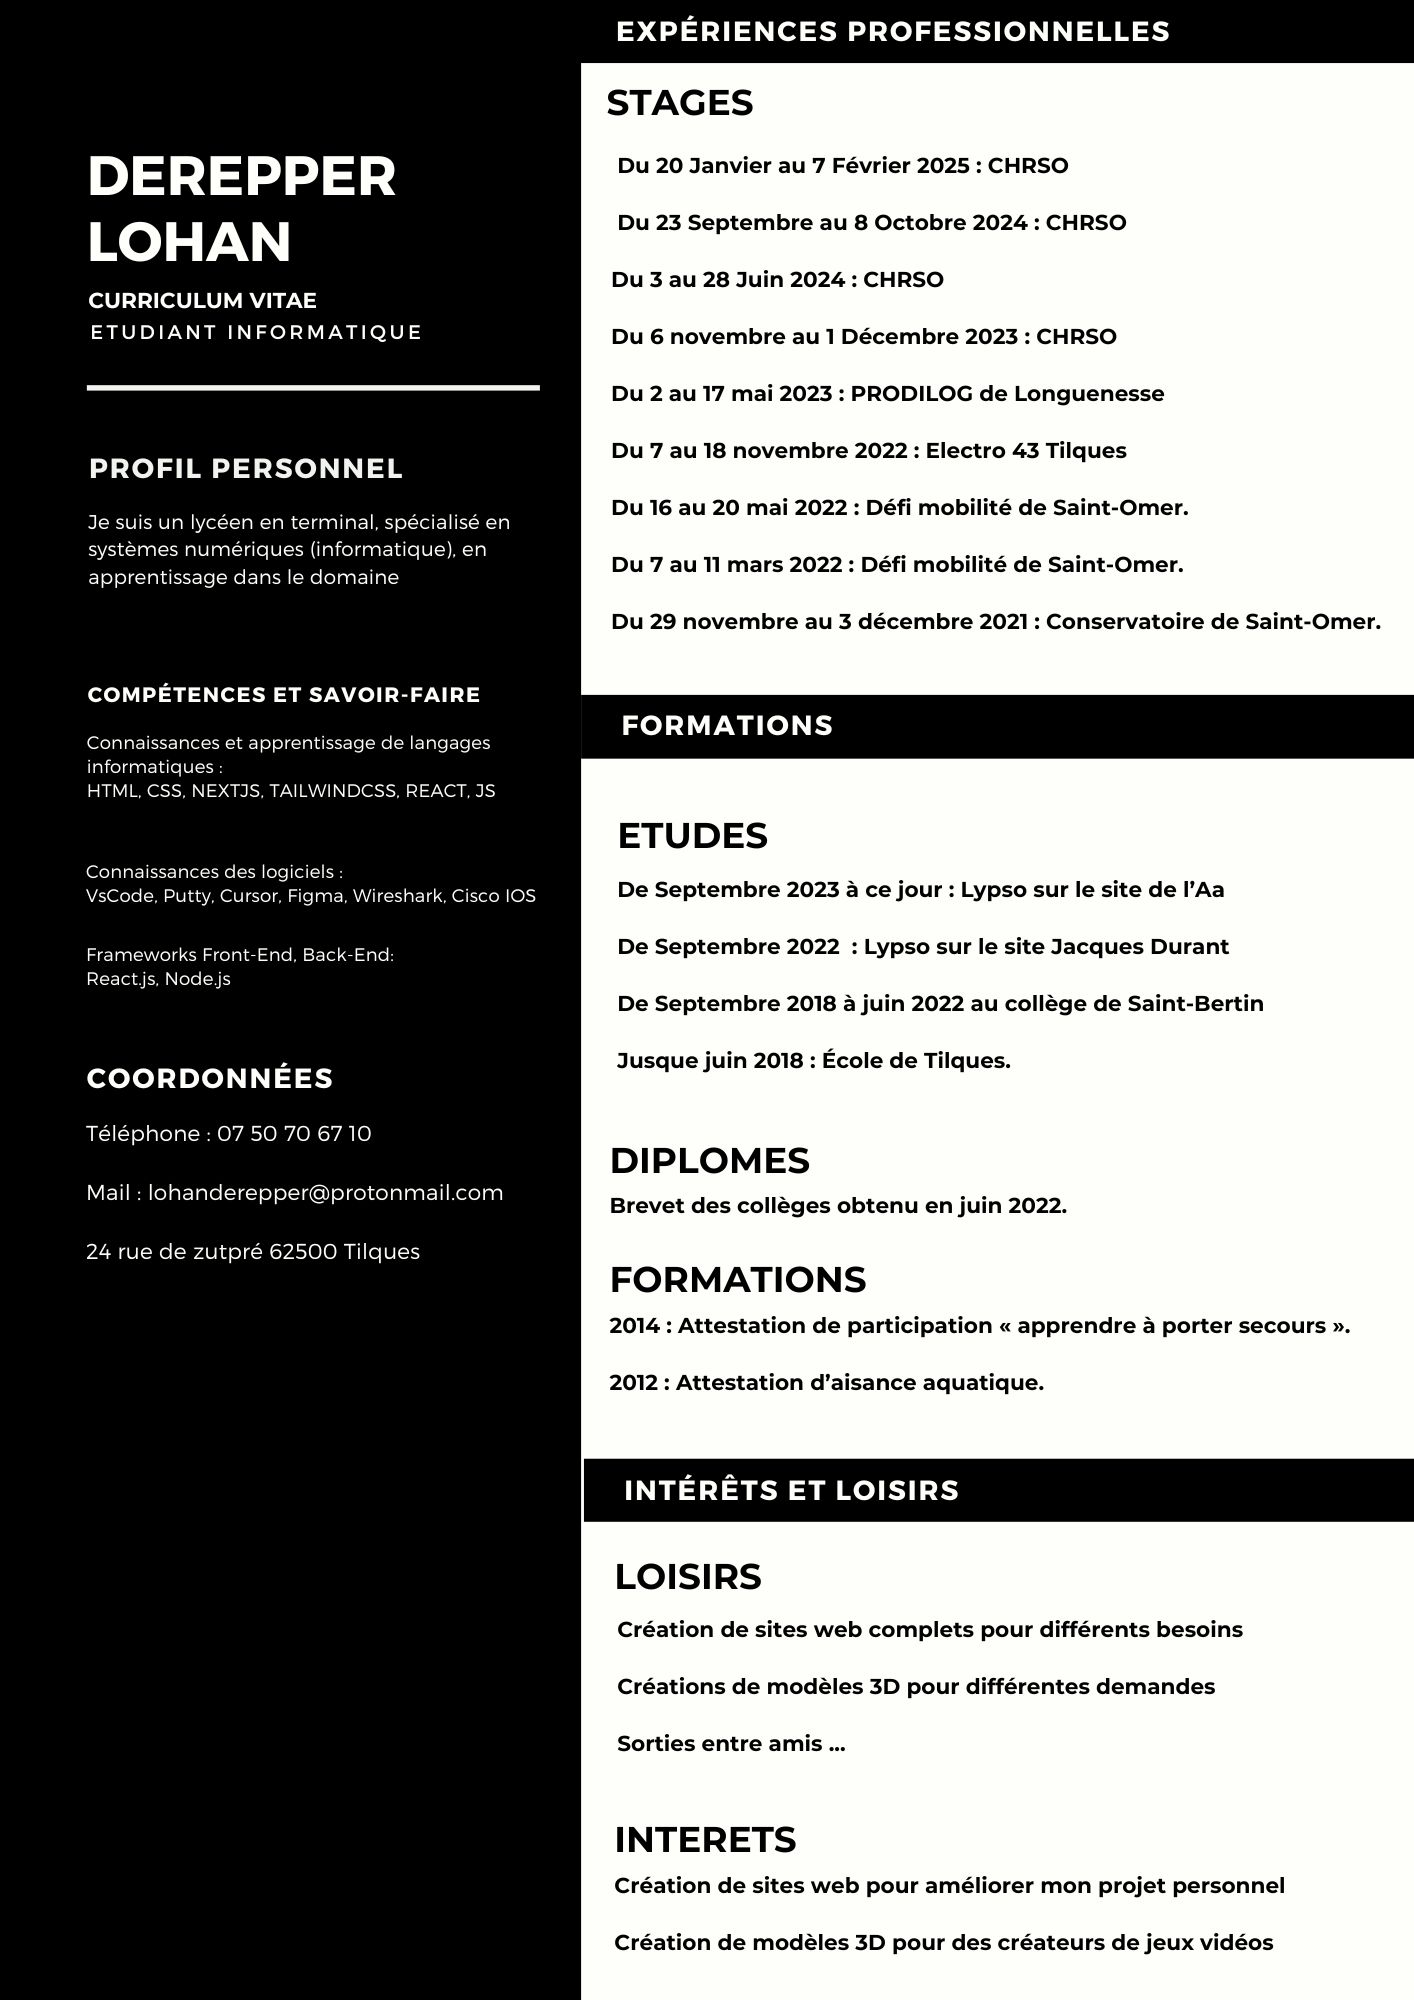 DEREPPER
LOHAN
CURRICULUM VITAE
ETUDIANT INFORMATIQUE
PROFIL PERSONNEL
Je suis un lycéen en terminal, spécialisé en
systèmes numériques (informatique), en
apprentissage dans le domaine
COMPÉTENCES ET SAVOIR-FAIRE
Connaissances et apprentissage de langages
informatiques :
HTML, CSS, NEXTJS, TAILWINDCSS, REACT, JS
Connaissances des logiciels :
VsCode, Putty, Cursor, Figma, Wireshark, Cisco IOS
Frameworks Front-End, Back-End:
React.js, Node.js
COORDONNÉES
Téléphone : 07 50 70 67 10
Mail : lohanderepper@protonmail.com
24 rue de zutpré 62500 Tilques
EXPÉRIENCES PROFESSIONNELLES
STAGES
Du 20 Janvier au 7 Février 2025 : CHRSO
Du 23 Septembre au 8 Octobre 2024 : CHRSO
Du 3 au 28 Juin 2024 : CHRSO
Du 6 novembre au 1 Décembre 2023 : CHRSO
Du 2 au 17 mai 2023 : PRODILOG de Longuenesse
Du 7 au 18 novembre 2022 : Electro 43 Tilques
Du 16 au 20 mai 2022 : Défi mobilité de Saint-Omer.
Du 7 au 11 mars 2022 : Défi mobilité de Saint-Omer.
Du 29 novembre au 3 décembre 2021 : Conservatoire de Saint-Omer.
FORMATIONS
ETUDES
De Septembre 2023 à ce jour : Lypso sur le site de l’Aa
De Septembre 2022  : Lypso sur le site Jacques Durant
De Septembre 2018 à juin 2022 au collège de Saint-Bertin
Jusque juin 2018 : École de Tilques.
DIPLOMES
Brevet des collèges obtenu en juin 2022.
FORMATIONS
2014 : Attestation de participation « apprendre à porter secours ».
2012 : Attestation d’aisance aquatique.
INTÉRÊTS ET LOISIRS
LOISIRS
Création de sites web complets pour différents besoins
Créations de modèles 3D pour différentes demandes
Sorties entre amis ...
INTERETS
Création de sites web pour améliorer mon projet personnel
Création de modèles 3D pour des créateurs de jeux vidéos